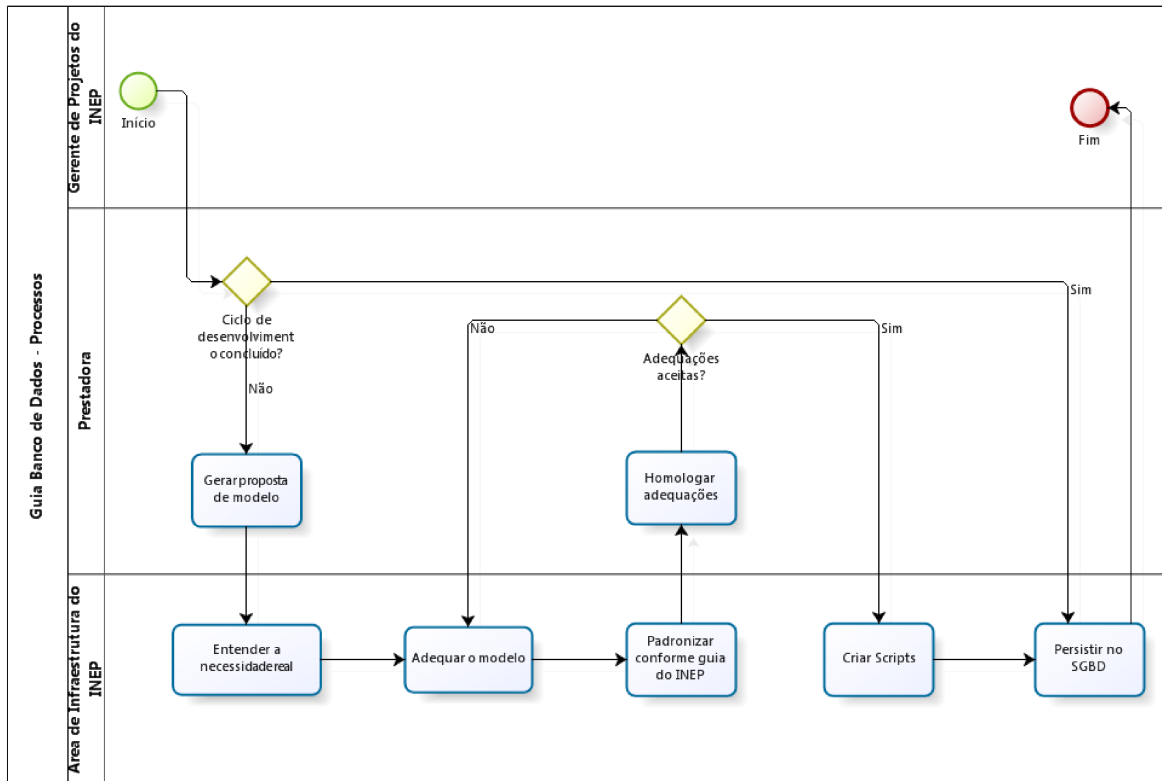 Guia Banco de Dados - Processos
Gerente de Projetos do
INEP
Início
Fim
Prestadora
Ciclo de
desenvolviment
o concluído?
Sim
Não
Não
Sim
Adequações
aceitas?
Gerar proposta
de modelo
Homologar
adequações
Área de Infraestrutura do
INEP
Entender a
necessidade real
Adequar o modelo
Padronizar
conforme guia
do INEP
Criar Scripts
Persistir no
SGBD